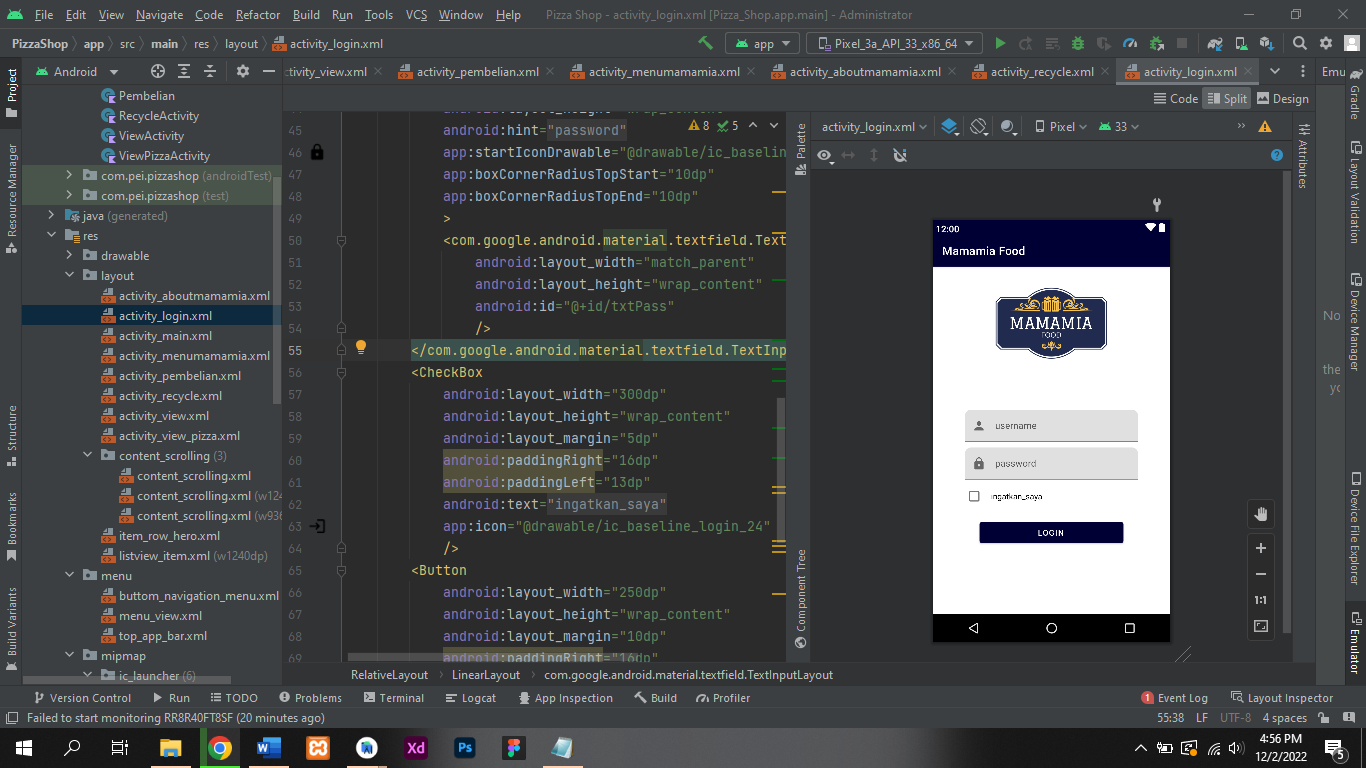 File Edit View Navigate Code Refactor Build Run Tools VCS Window Help Pizza Shop - activity_login.xml [Pizza_Shop.app.main] - Administrator
PizzaShop app src main res layout activity_login.xml app Pixel_3a_API_33_x86_64
Android tivity_view.xml activity_pembelian.xml activity_menumamamia.xml activity_aboutmamamia.xml activity_recycle.xml activity_login.xml Emu
Code Split Design
Project
Resource Manager
Structure
Bookmarks
Build Variants
Pembelian
RecycleActivity
ViewActivity
ViewPizzaActivity
com.pei.pizzashop (androidTest)
com.pei.pizzashop (test)
java (generated)
res
drawable
layout
activity_aboutmamamia.xml
activity_login.xml
activity_main.xml
activity_menumamamia.xml
activity_pembelian.xml
activity_recycle.xml
activity_view.xml
activity_view_pizza.xml
content_scrolling (3)
content_scrolling.xml
content_scrolling.xml (w124
content_scrolling.xml (w936
item_row_hero.xml
listview_item.xml (w1240dp)
menu
buttom_navigation_menu.xml
menu_view.xml
top_app_bar.xml
mipmap
ic_launcher (6)
8 5
45 android:hint="password"
46 app:startIconDrawable="@drawable/ic_baselin
47 app:boxCornerRadiusTopStart="10dp"
48 app:boxCornerRadiusTopEnd="10dp"
49 >
50 <com.google.android.material.textfield.Text
51 android:layout_width="match_parent"
52 android:layout_height="wrap_content"
53 android:id="@+id/txtPass"
54 />
55 </com.google.android.material.textfield.TextInp
56 <CheckBox
57 android:layout_width="300dp"
58 android:layout_height="wrap_content"
59 android:layout_margin="5dp"
60 android:paddingRight="16dp"
61 android:paddingLeft="13dp"
62 android:text="ingatkan_saya"
63 app:icon="@drawable/ic_baseline_login_24"
64 />
65 <Button
66 android:layout_width="250dp"
67 android:layout_height="wrap_content"
68 android:layout_margin="10dp"
69 android:paddingRight="16dp"
RelativeLayout LinearLayout com.google.android.material.textfield.TextInputLayout
Palette
Component Tree
activity_login.xml Pixel 33
12:00
Mamamia Food
MAMAMIA
FOOD
username
password
ingatkan_saya
LOGIN
1:1
Attributes
No
the
yo
Gradle
Layout Validation
Device Manager
Device File Explorer
Emulator
Version Control Run TODO Problems Terminal Logcat App Inspection Build Profiler 1 Event Log Layout Inspector
Failed to start monitoring RR8R40FT8SF (20 minutes ago) 55:38 LF UTF-8 4 spaces
W Xd Ps
4:56 PM
12/2/2022
5